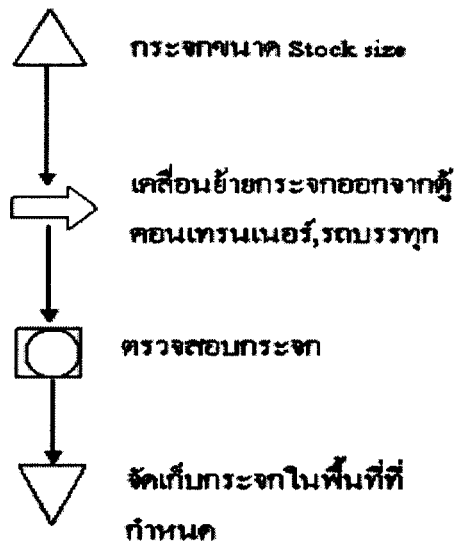 กระจกขนาด Stock size
เคลื่อนย้ายกระจกออกจากตู้
คอนเทรนเนอร์,รถบรรทุก
ตรวจสอบกระจก
จัดเก็บกระจกในพื้นที่ที่
กำหนด